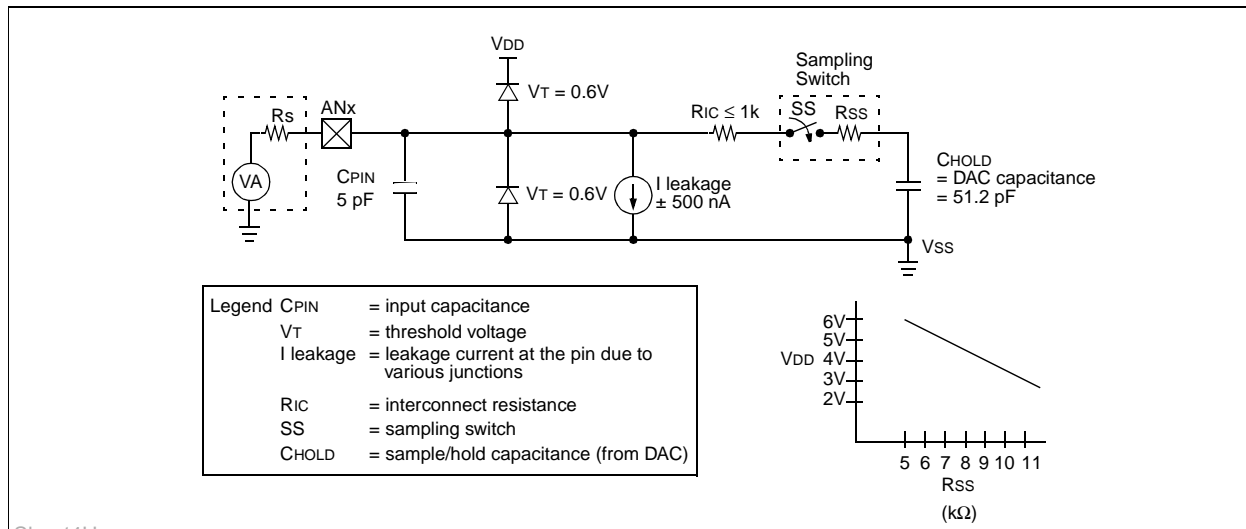 VDD
Sampling
Switch
VT = 0.6V
RS
ANx
RIC ≤ 1k
SS
RSS
VA
CPIN
5 pF
VT = 0.6V
I leakage
± 500 nA
CHOLD
= DAC capacitance
= 51.2 pF
VSS
Legend CPIN = input capacitance
VT = threshold voltage
I leakage = leakage current at the pin due to
various junctions
RIC = interconnect resistance
SS = sampling switch
CHOLD = sample/hold capacitance (from DAC)
6V
5V
VDD 4V
3V
2V
5 6 7 8 9 10 11
RSS
(kΩ)